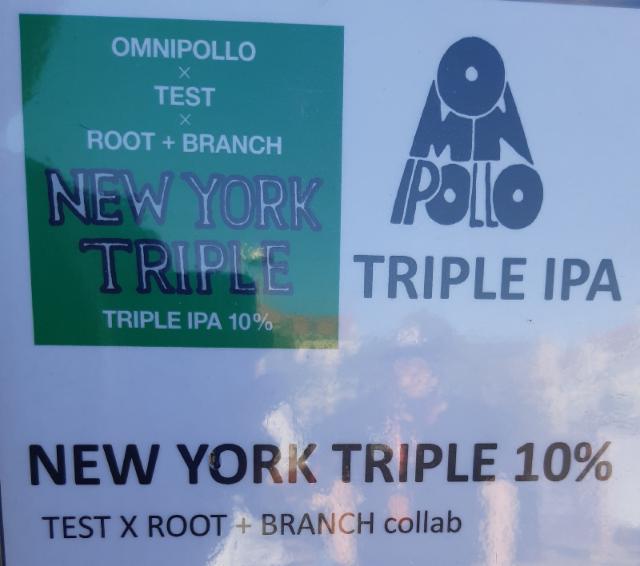 OMNIPOLLO
×
TEST
×
ROOT + BRANCH
NEW YORK
TRIPLE
TRIPLE IPA 10%
OMNIPOLLO
TRIPLE IPA
NEW YORK TRIPLE 10%
TEST X ROOT + BRANCH collab